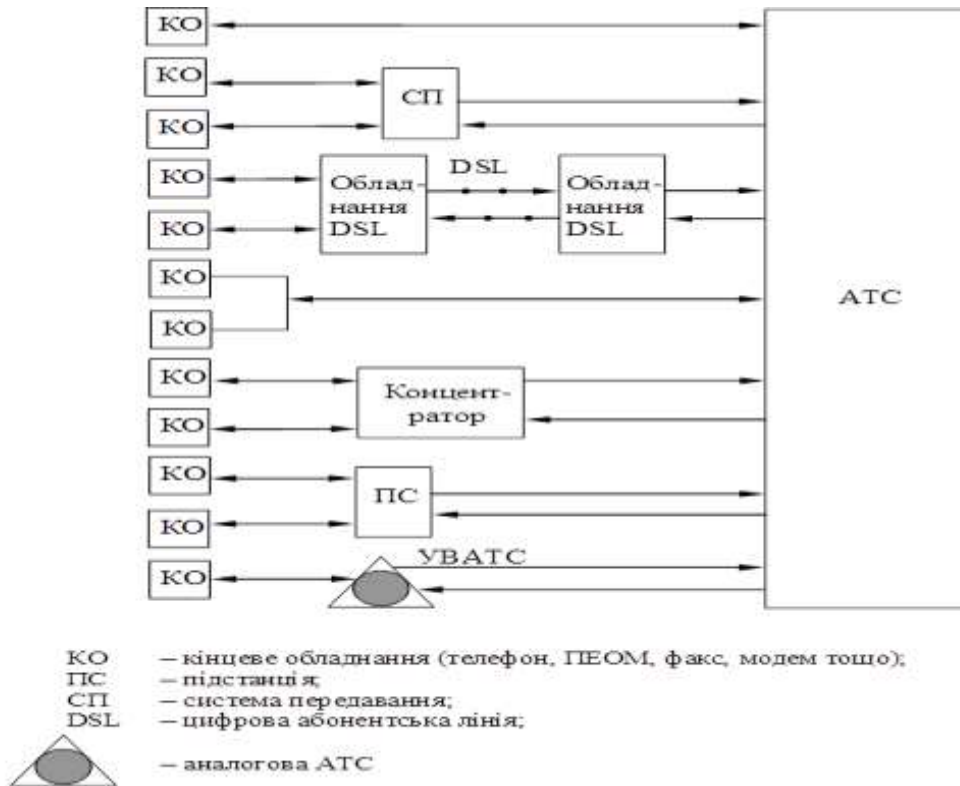 КО
КО
СП
КО
КО
DSL
Облад-
нання
DSL
Облад-
нання
DSL
КО
КО
АТС
КО
КО
Концент-
ратор
КО
КО
ПС
КО
УВАТС
КО
КО – кінцеве обладнання (телефон, ПЕОМ, факс, модем тощо);
ПС – підстанція;
СП – система передавання;
DSL – цифрова абонентська лінія;
– аналогова АТС